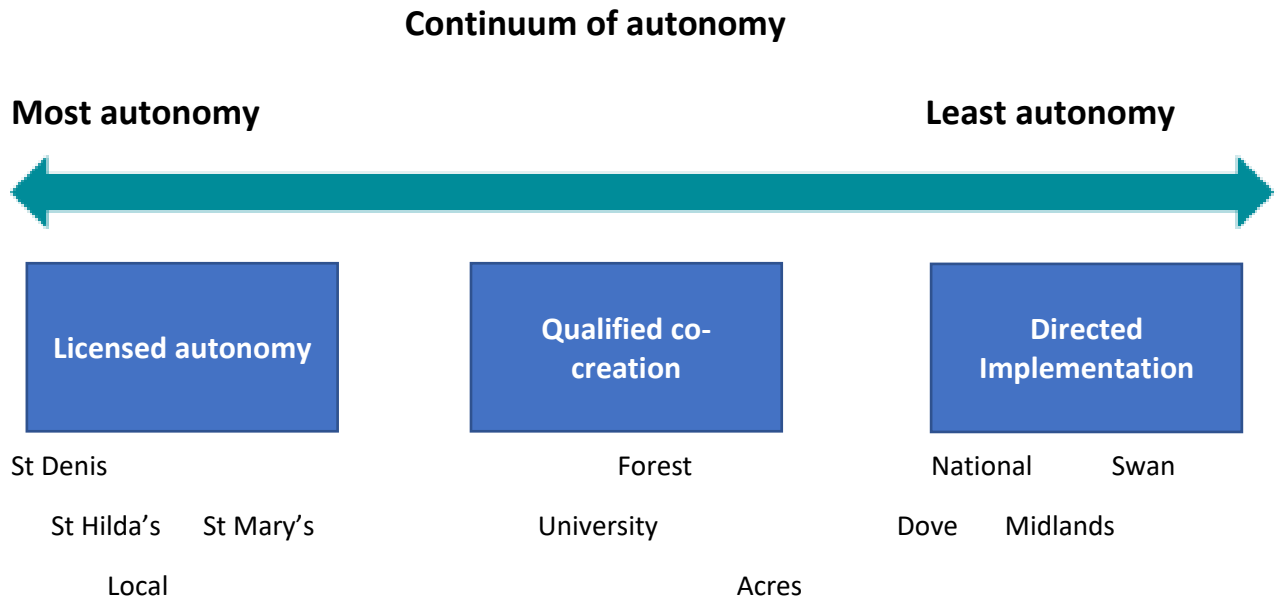 Continuum of autonomy
Most autonomy
Least autonomy
Licensed autonomy
Qualified co-
creation
Directed
Implementation
St Denis
Forest
National
Swan
St Hilda’s
St Mary’s
University
Dove
Midlands
Local
Acres